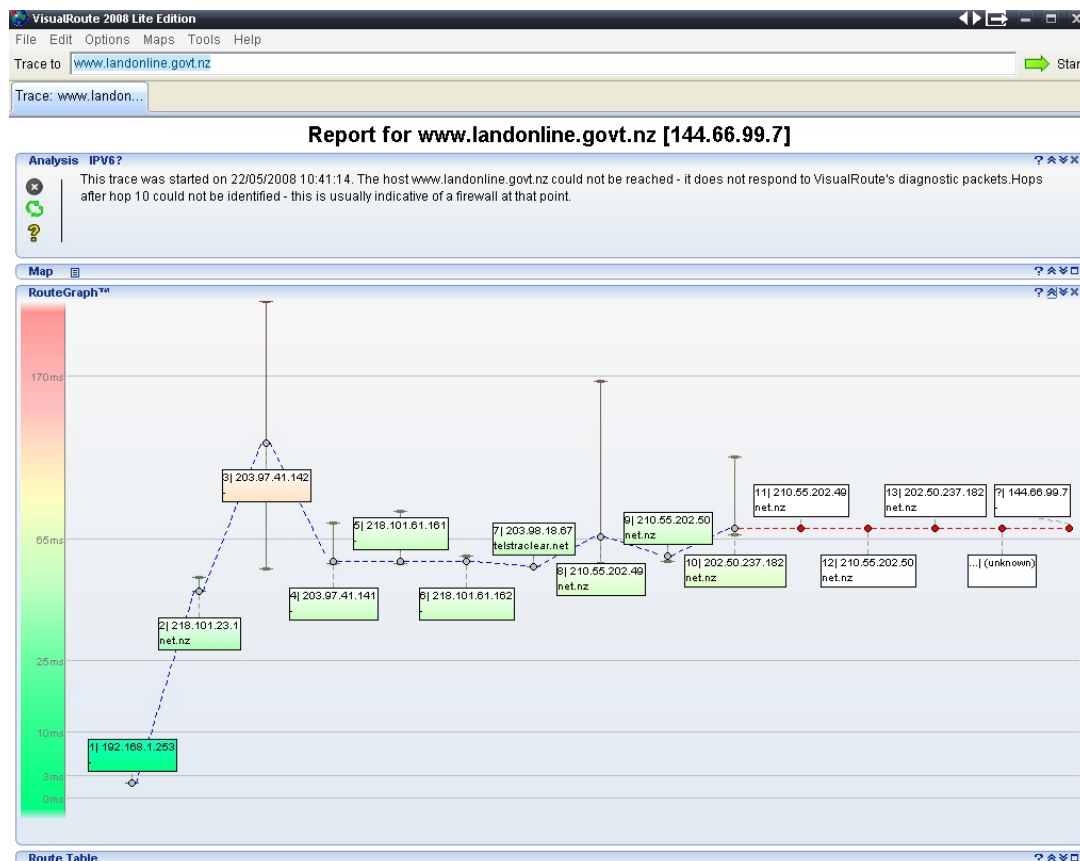 VisualRoute 2008 Lite Edition
File Edit Options Maps Tools Help
Trace to www.landonline.govt.nz Star
Trace: www.landon...
Report for www.landonline.govt.nz [144.66.99.7]
Analysis IPV6?
This trace was started on 22/05/2008 10:41:14. The host www.landonline.govt.nz could not be reached - it does not respond to VisualRoute's diagnostic packets.Hops
after hop 10 could not be identified - this is usually indicative of a firewall at that point.
Map
RouteGraph™
170ms
65ms
25ms
10ms
3ms
0ms
1| 192.168.1.253
-
2| 218.101.23.1
net.nz
3| 203.97.41.142
-
4| 203.97.41.141
-
5| 218.101.61.161
-
6| 218.101.61.162
-
7| 203.98.18.67
telstraclear.net
8| 210.55.202.49
net.nz
9| 210.55.202.50
net.nz
10| 202.50.237.182
net.nz
11| 210.55.202.49
net.nz
12| 210.55.202.50
net.nz
13| 202.50.237.182
net.nz
...| (unknown)
?| 144.66.99.7
-
Route Table